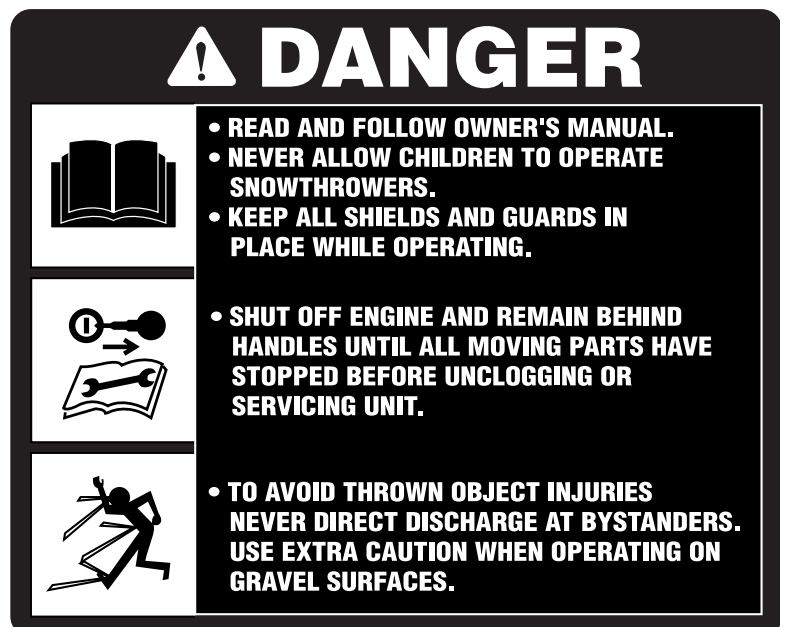 DANGER
• READ AND FOLLOW OWNER'S MANUAL.
• NEVER ALLOW CHILDREN TO OPERATE
SNOWTHROWERS.
• KEEP ALL SHIELDS AND GUARDS IN
PLACE WHILE OPERATING.
• SHUT OFF ENGINE AND REMAIN BEHIND
HANDLES UNTIL ALL MOVING PARTS HAVE
STOPPED BEFORE UNCLOGGING OR
SERVICING UNIT.
• TO AVOID THROWN OBJECT INJURIES
NEVER DIRECT DISCHARGE AT BYSTANDERS.
USE EXTRA CAUTION WHEN OPERATING ON
GRAVEL SURFACES.